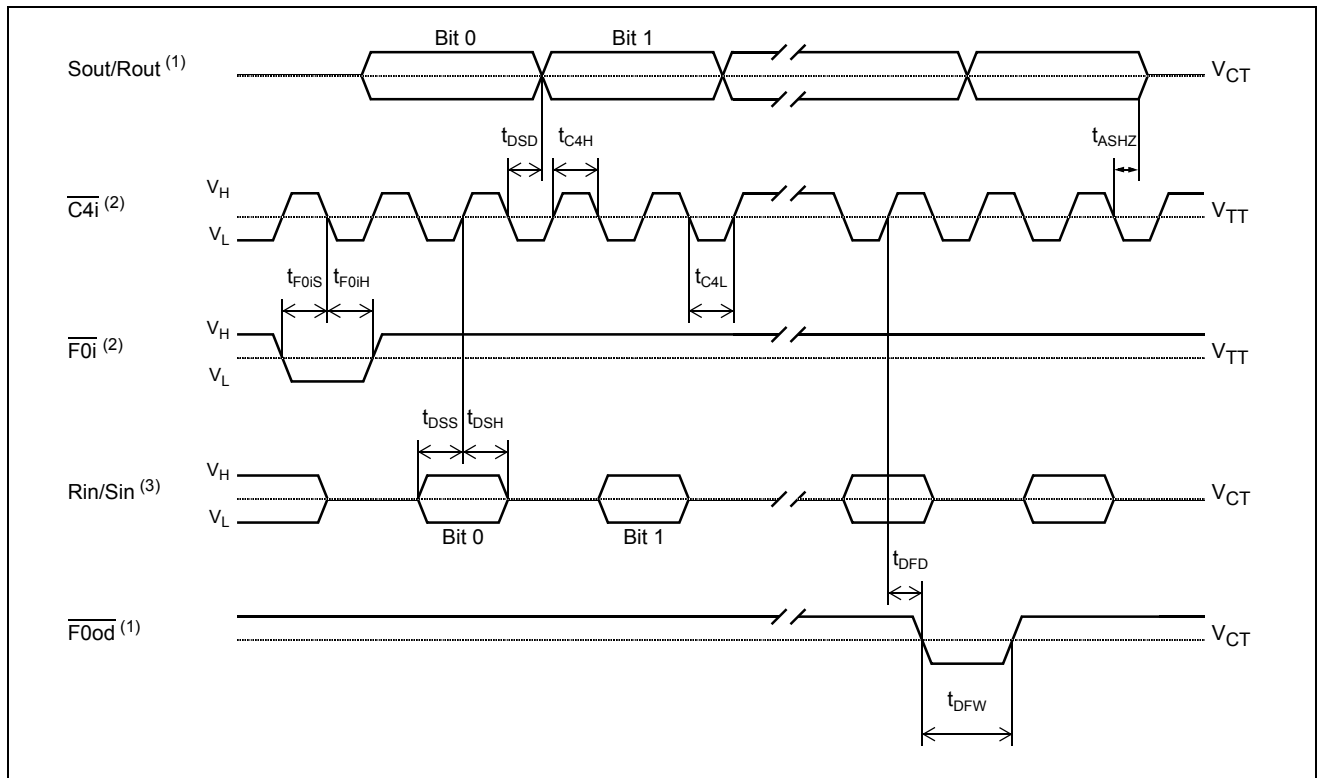 Bit 0 Bit 1
Sout/Rout (1) VCT
tDSD tC4H tASHZ
VH
C4i (2) VTT
VL
tF0iS tF0iH tC4L
VH
F0i (2) VTT
VL
tDSS tDSH
VH
Rin/Sin (3) VCT
VL
Bit 0 Bit 1
tDFD
F0od (1) VCT
tDFW